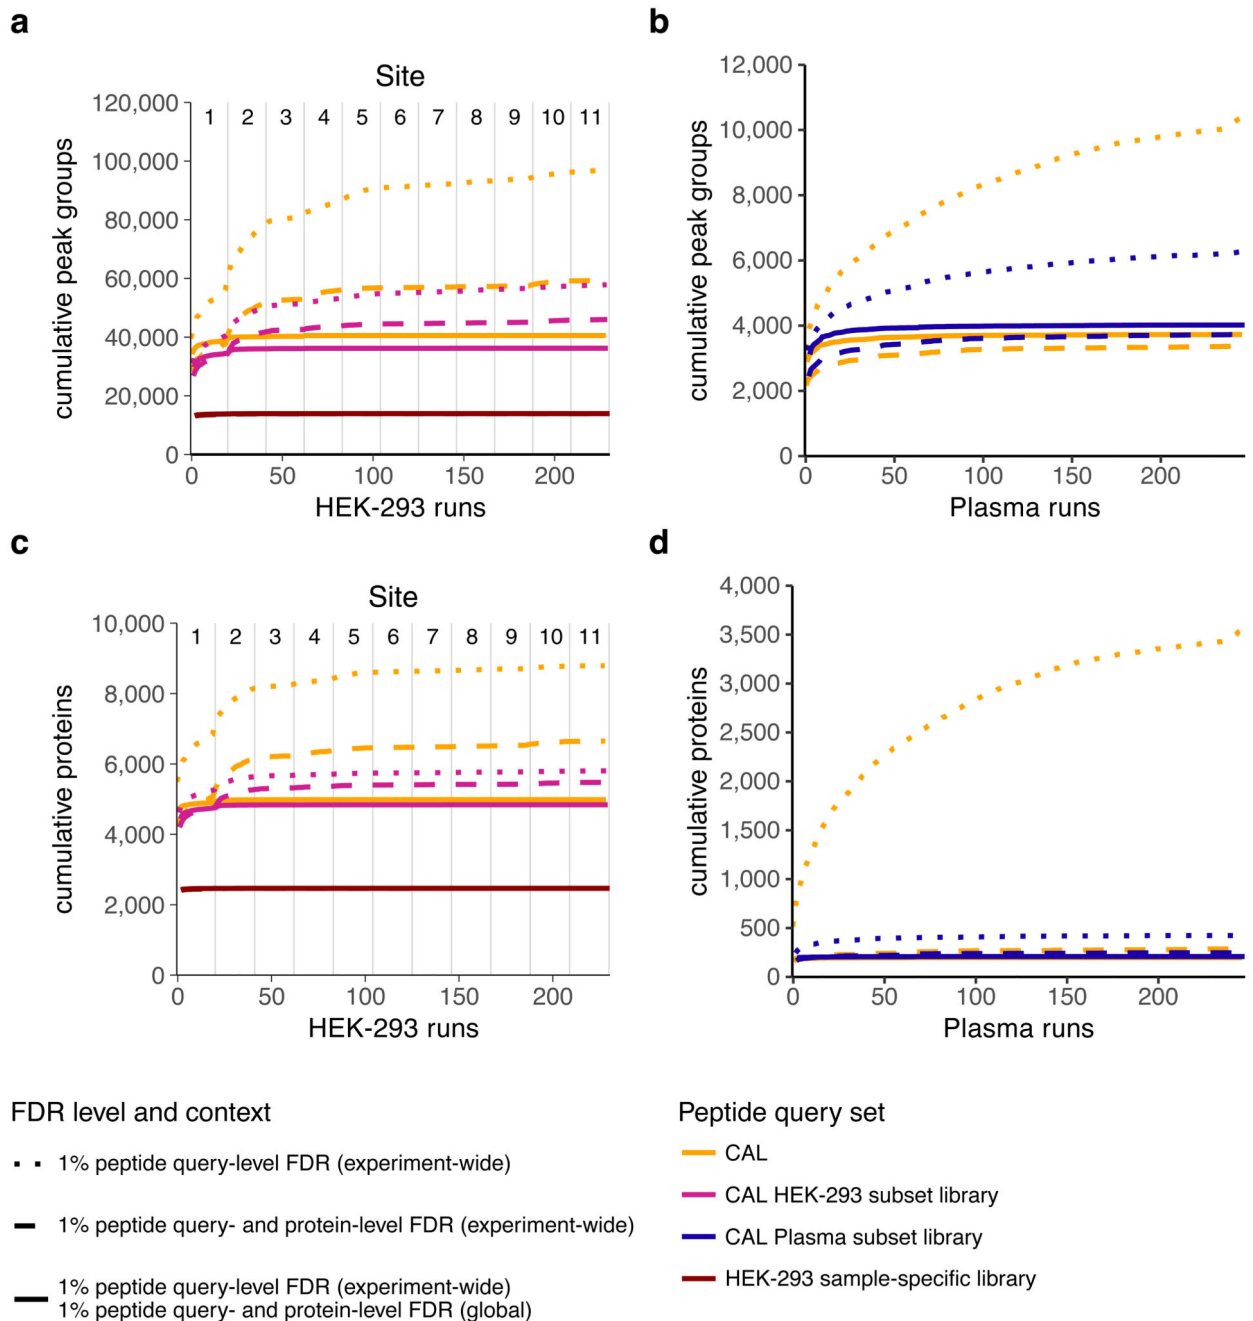 a
Site
120,000
100,000
80,000
60,000
40,000
20,000
0
1 2 3 4 5 6 7 8 9 10 11
cumulative peak groups
0 50 100 150 200
HEK-293 runs
b
12,000
10,000
8,000
6,000
4,000
2,000
0
cumulative peak groups
0 50 100 150 200
Plasma runs
c
Site
10,000
8,000
6,000
4,000
2,000
0
1 2 3 4 5 6 7 8 9 10 11
cumulative proteins
0 50 100 150 200
HEK-293 runs
d
4,000
3,500
3,000
2,500
2,000
1,500
1,000
500
0
cumulative proteins
0 50 100 150 200
Plasma runs
FDR level and context
1% peptide query-level FDR (experiment-wide)
1% peptide query- and protein-level FDR (experiment-wide)
1% peptide query-level FDR (experiment-wide)
1% peptide query- and protein-level FDR (global)
Peptide query set
CAL
CAL HEK-293 subset library
CAL Plasma subset library
HEK-293 sample-specific library